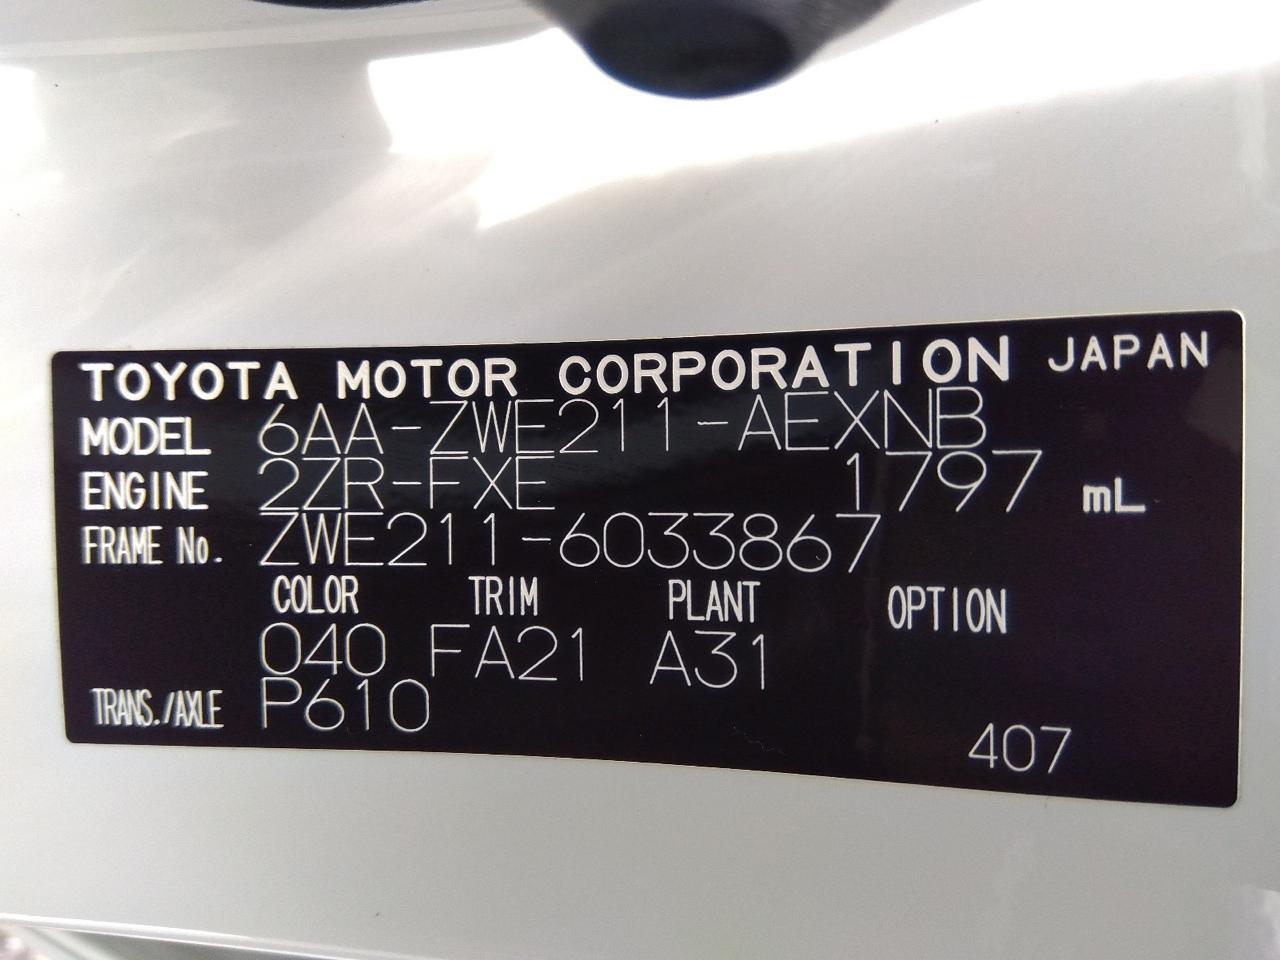 TOYOTA MOTOR CORPORATION JAPAN
MODEL 6AA-ZWE211-AEXNB
ENGINE 2ZR-FXE 1797 mL
FRAME No. ZWE211-6033867
COLOR TRIM PLANT OPTION
040 FA21 A31
TRANS./AXLE P610
407